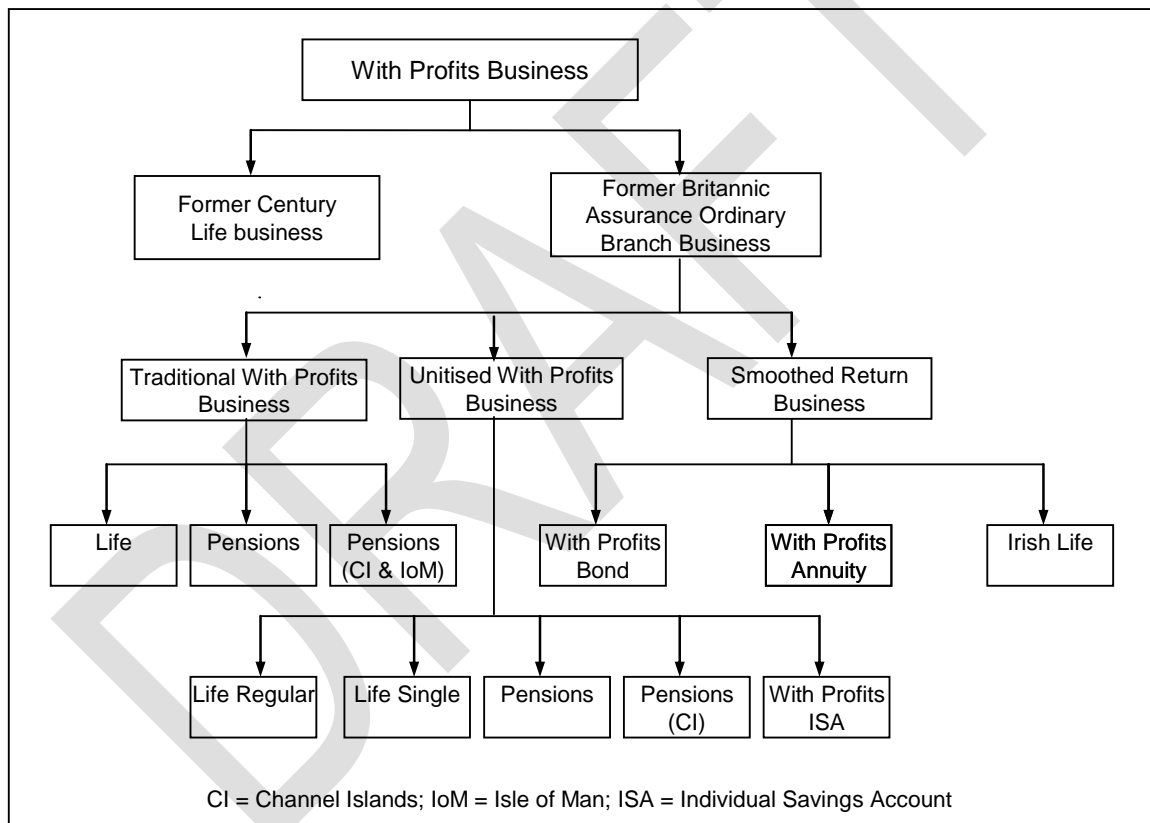 With Profits Business
Former Century
Life business
Former Britannic
Assurance Ordinary
Branch Business
Traditional With Profits
Business
Unitised With Profits
Business
Smoothed Return
Business
Life
Pensions
Pensions
(CI & IoM)
With Profits
Bond
With Profits
Annuity
Irish Life
Life Regular
Life Single
Pensions
Pensions
(CI)
With Profits
ISA
CI = Channel Islands; IoM = Isle of Man; ISA = Individual Savings Account
DRAFT